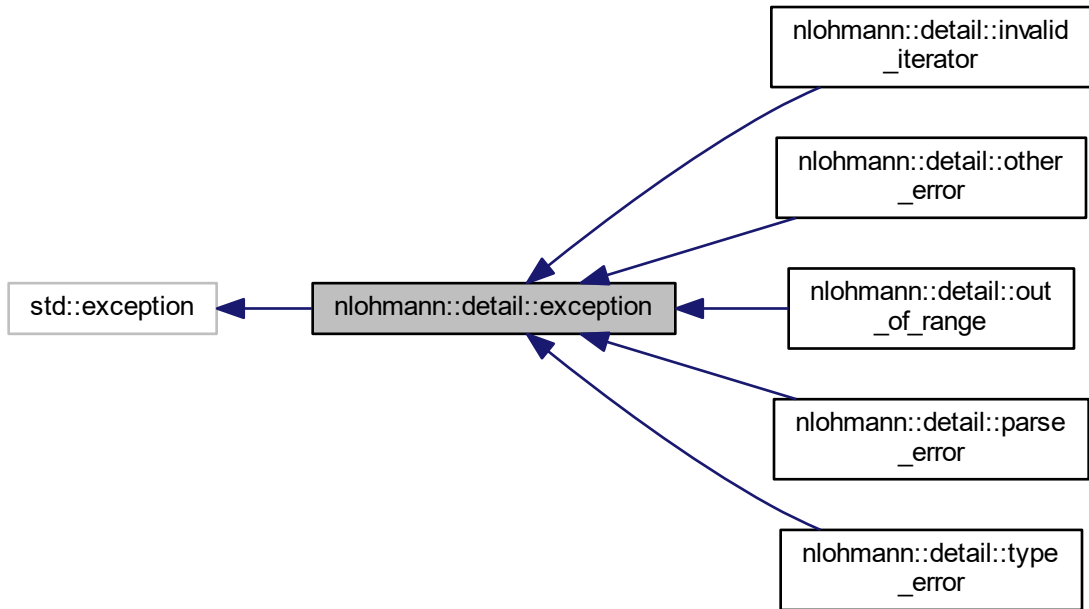 nlohmann::detail::invalid
_iterator
nlohmann::detail::other
_error
std::exception
nlohmann::detail::exception
nlohmann::detail::out
_of_range
nlohmann::detail::parse
_error
nlohmann::detail::type
_error